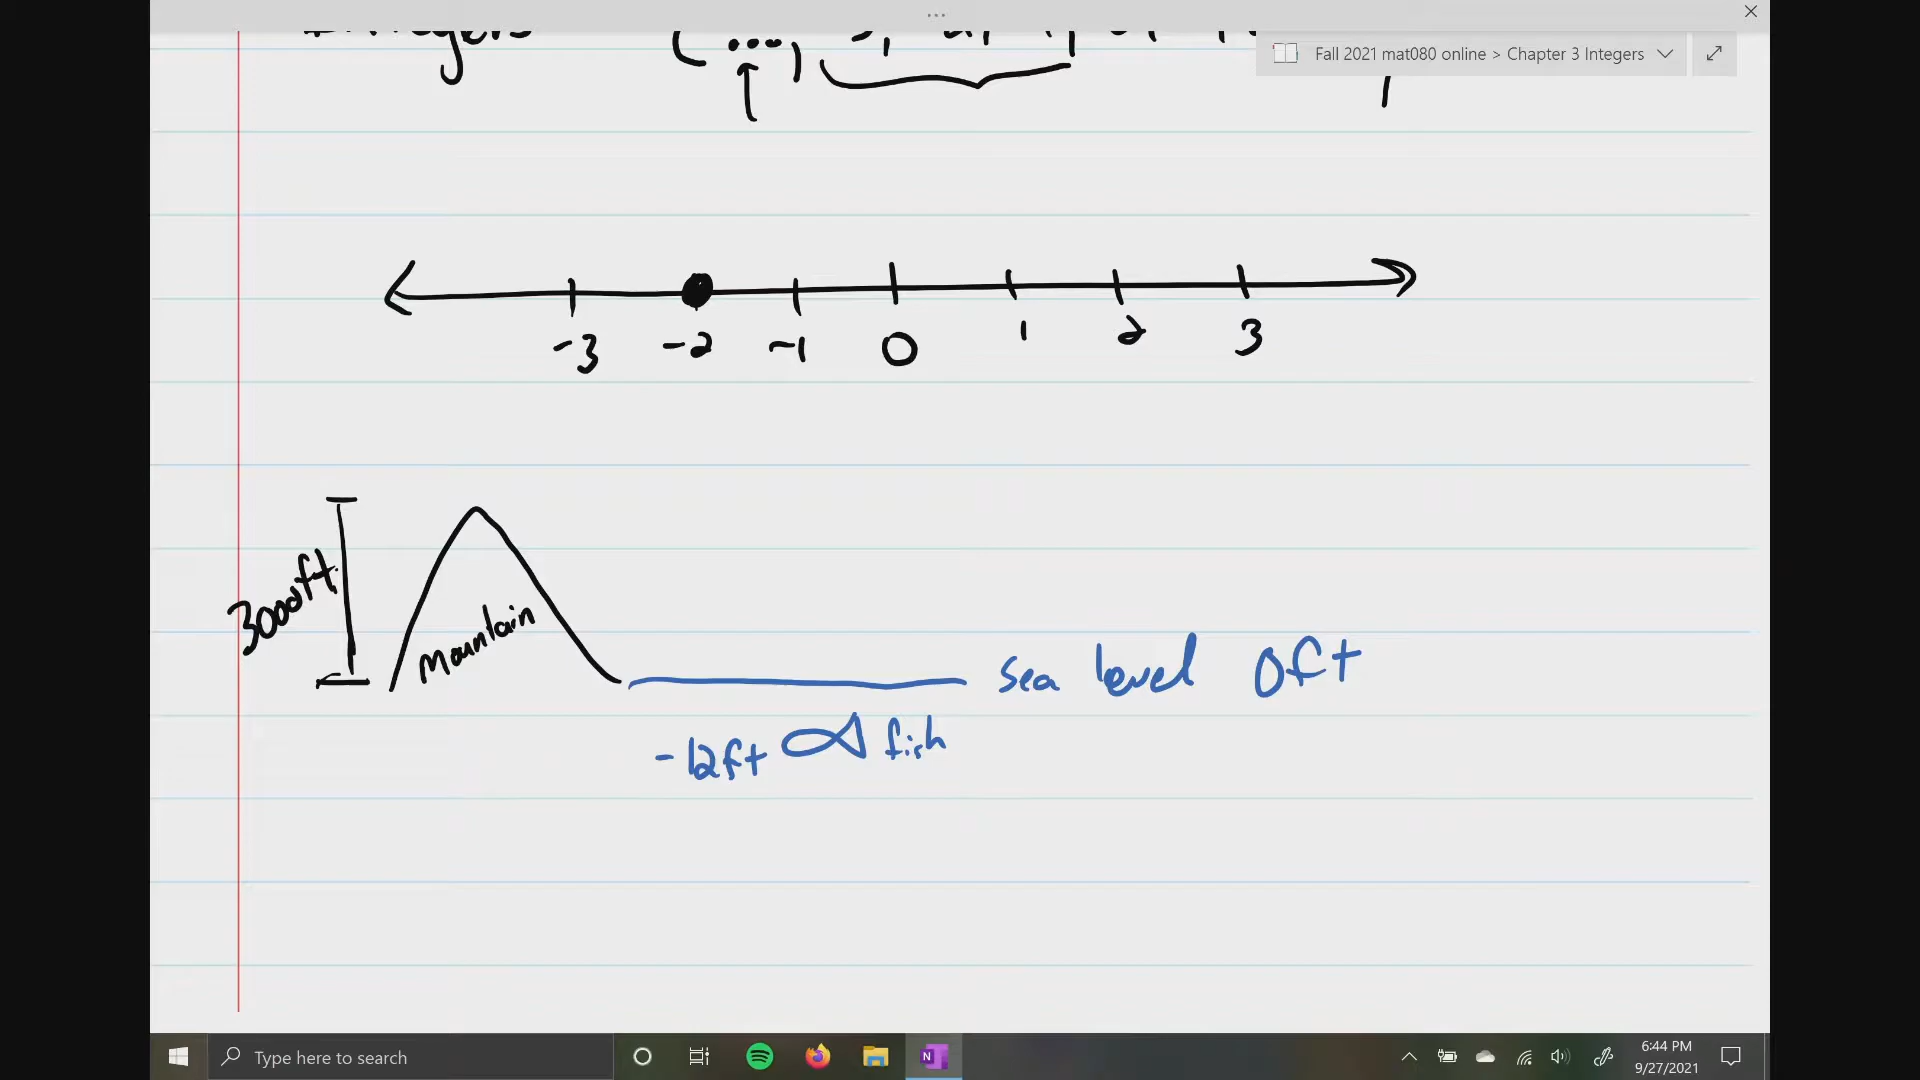 Fall 2021 mat080 online > Chapter 3 Integers
-3 -2 -1 0 1 2 3
3000ft.
Mountain
Sea level 0ft
-12ft fish
Type here to search
6:44 PM
9/27/2021